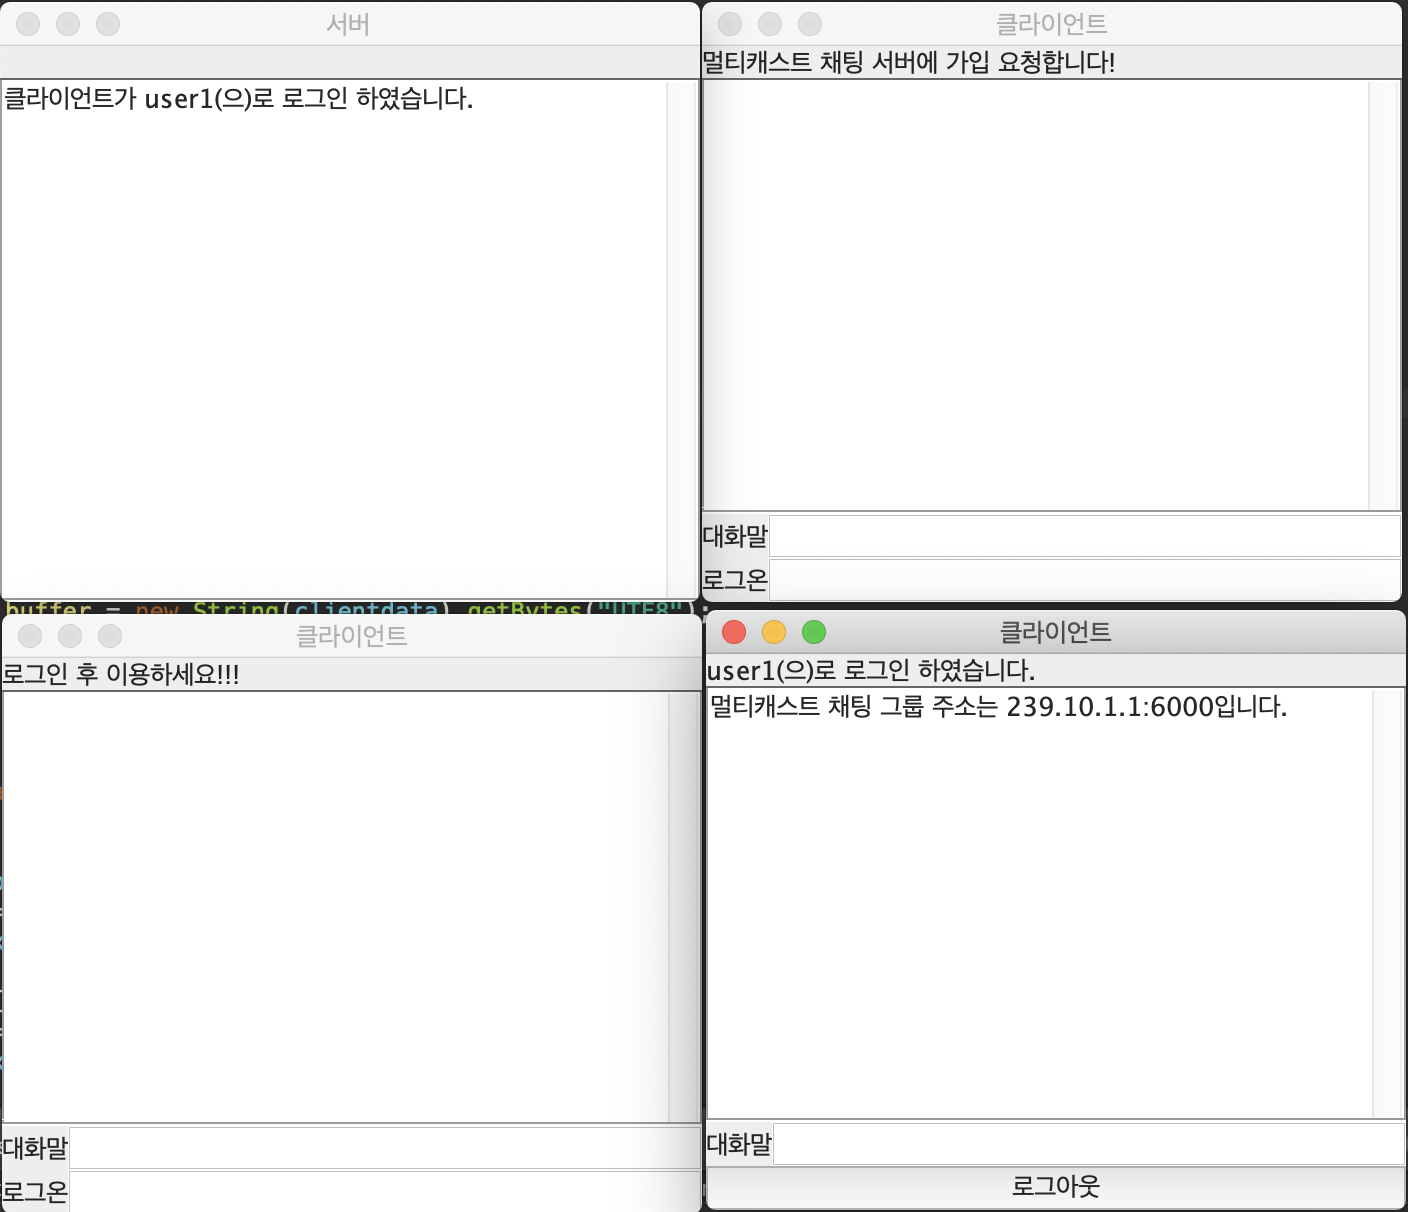 서버
클라이언트가 user1(으)로 로그인 하였습니다.
클라이언트
멀티캐스트 채팅 서버에 가입 요청합니다!
대화말
로그온
buffer = new String(clientdata).getBytes("UTF8");
클라이언트
로그인 후 이용하세요!!!
대화말
로그온
클라이언트
user1(으)로 로그인 하였습니다.
멀티캐스트 채팅 그룹 주소는 239.10.1.1:6000입니다.
대화말
로그아웃